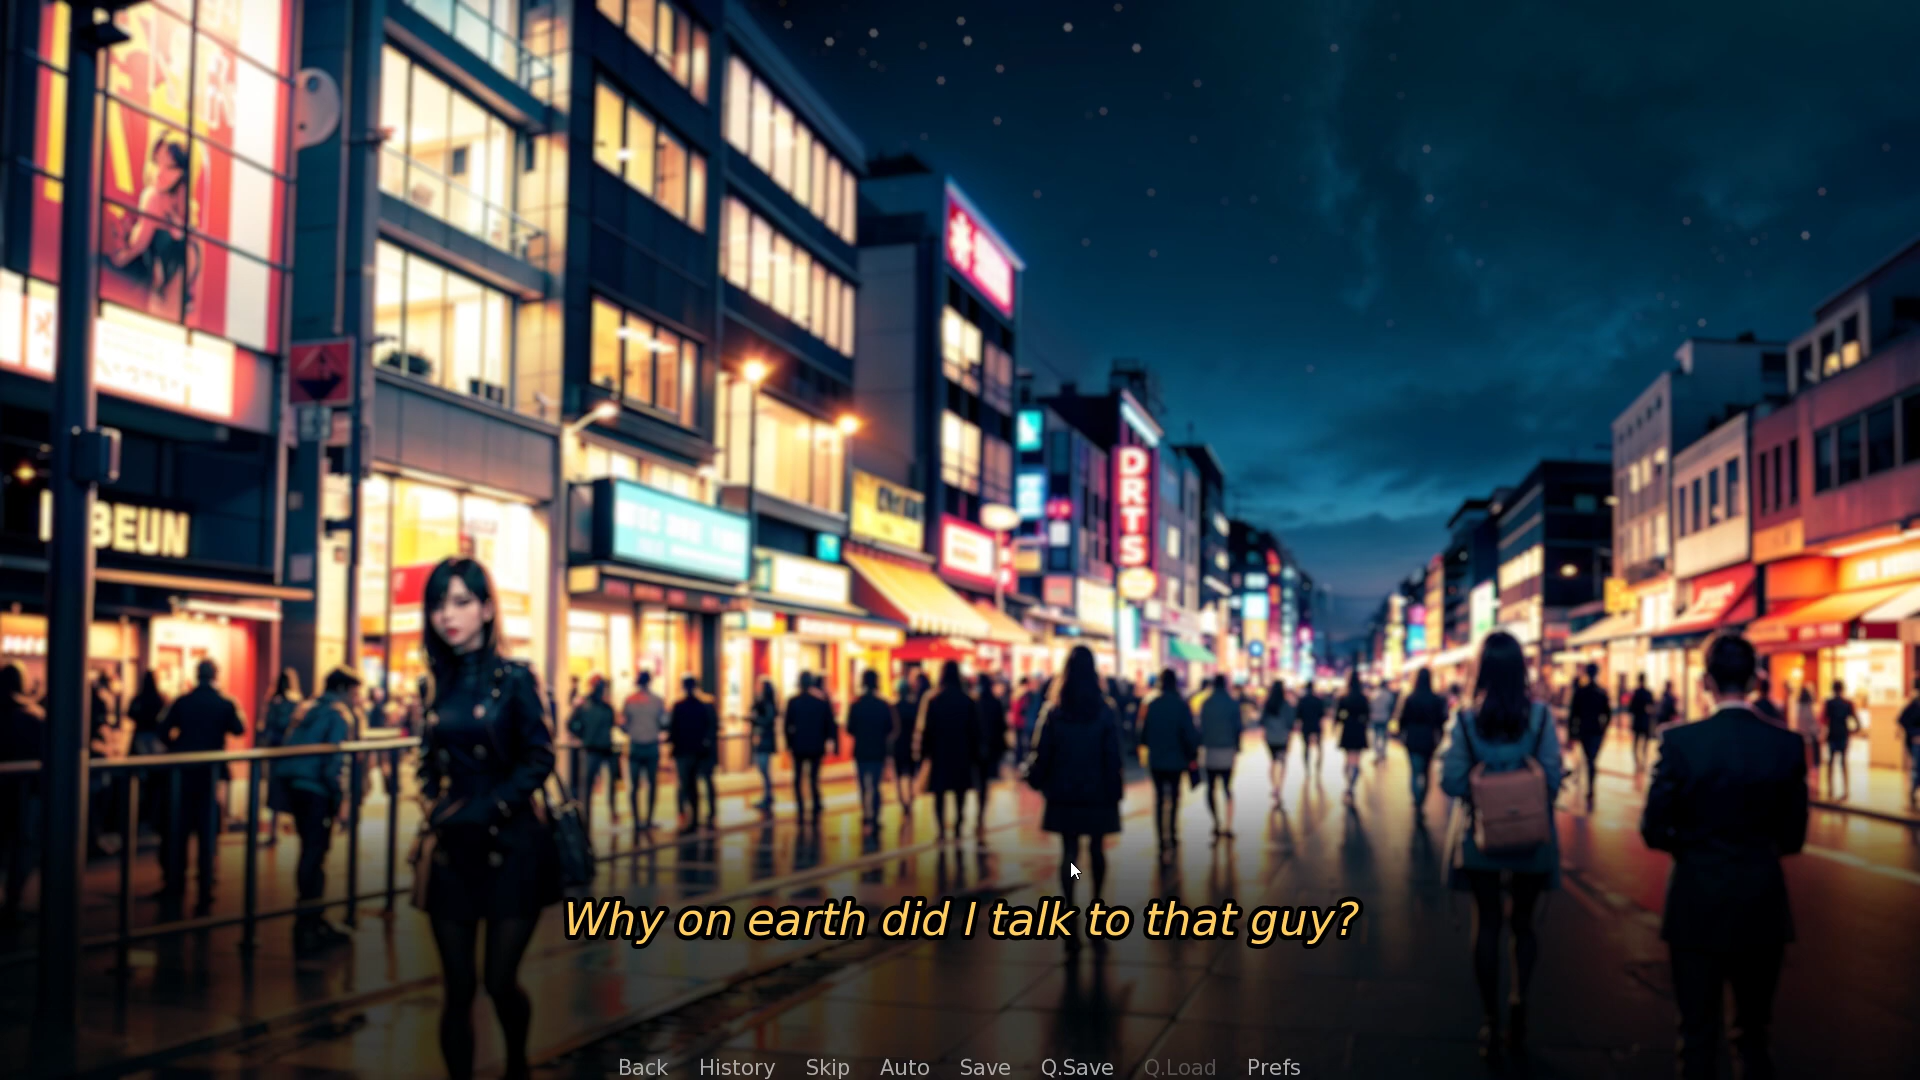 BEUN
DRTS
Why on earth did I talk to that guy?
Back History Skip Auto Save Q.Save Q.Load Prefs